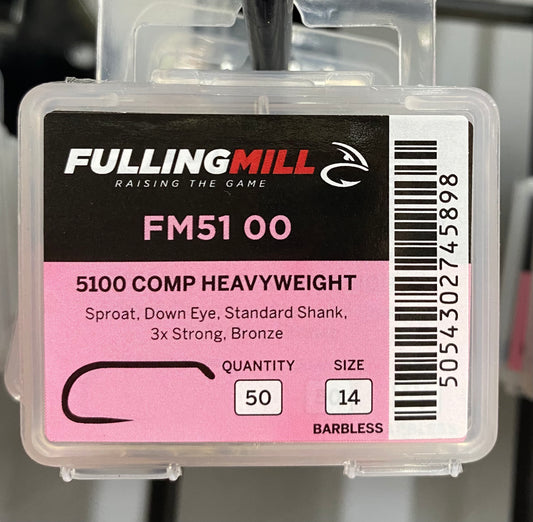 FULLINGMILL
RAISING THE GAME
FM51 00
5100 COMP HEAVYWEIGHT
Sproat, Down Eye, Standard Shank,
3x Strong, Bronze
QUANTITY
50
SIZE
14
BARBLESS
5054302745898